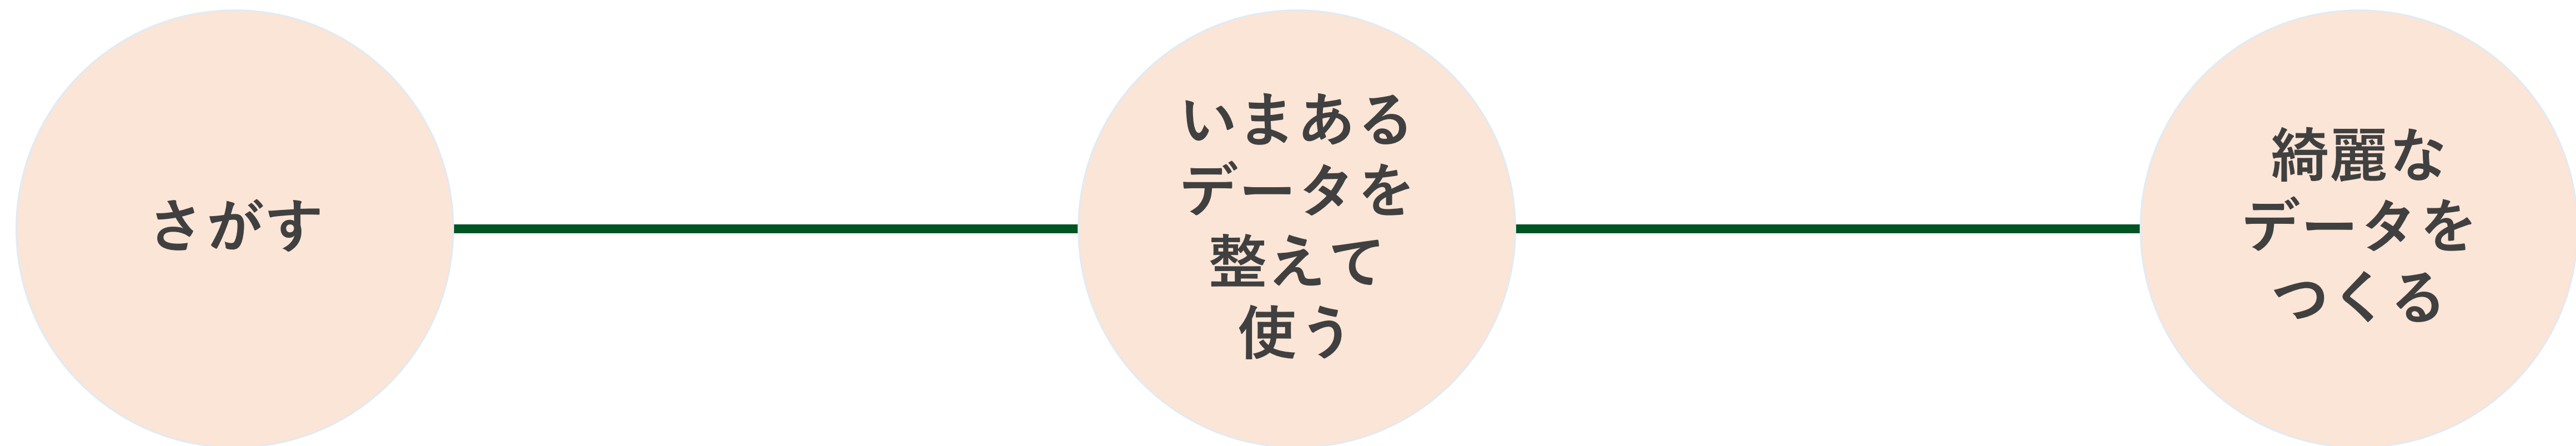 さがす
いまある
データを
整えて
使う
綺麗な
データを
つくる